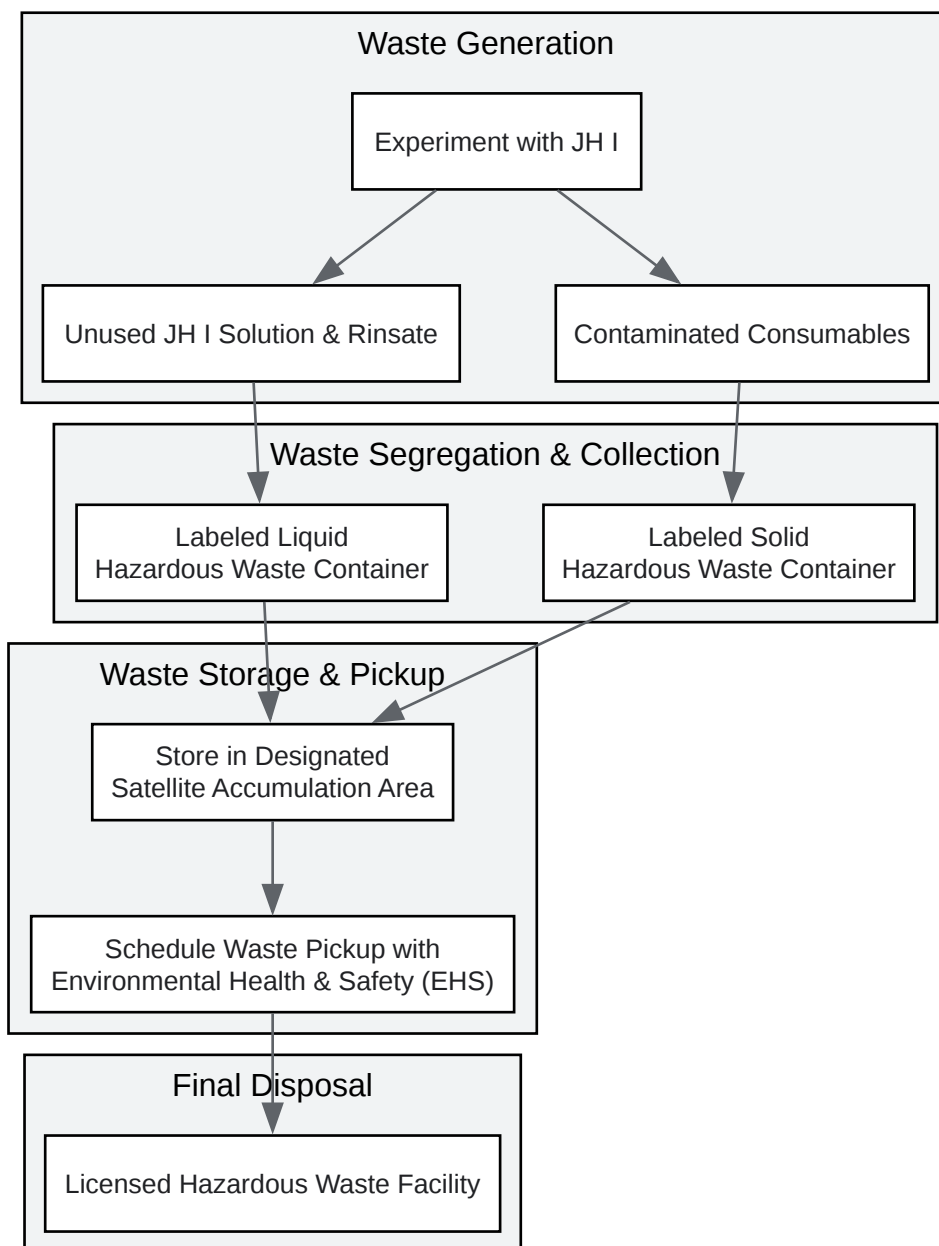 Waste Generation
Experiment with JH I
Unused JH I Solution & Rinsate
Contaminated Consumables
Waste Segregation & Collection
Labeled Liquid
Hazardous Waste Container
Labeled Solid
Hazardous Waste Container
Waste Storage & Pickup
Store in Designated
Satellite Accumulation Area
Schedule Waste Pickup with
Environmental Health & Safety (EHS)
Final Disposal
Licensed Hazardous Waste Facility